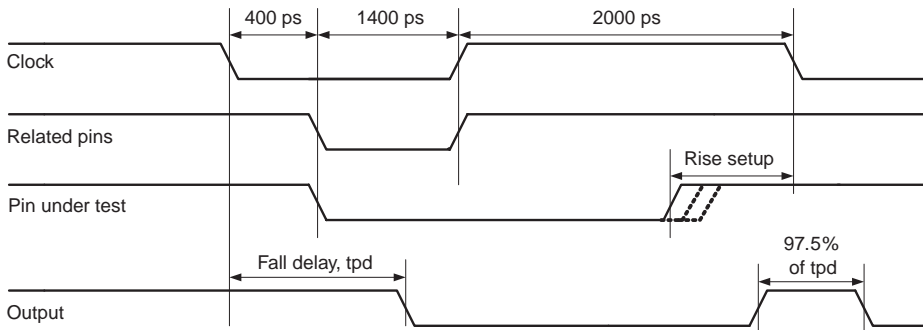 400 ps 1400 ps 2000 ps
Clock
Related pins
Rise setup
Pin under test
97.5%
Fall delay, tpd of tpd
Output